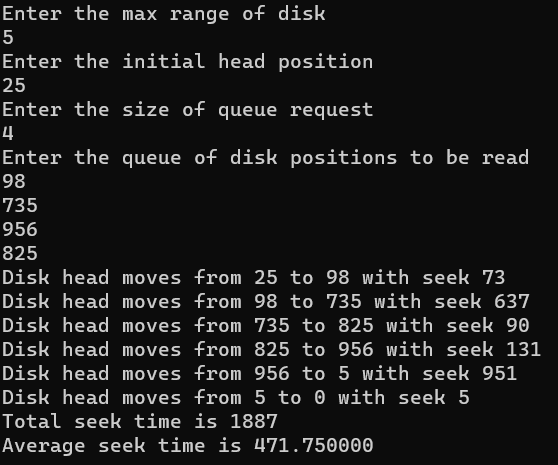 Enter the max range of disk
5
Enter the initial head position
25
Enter the size of queue request
4
Enter the queue of disk positions to be read
98
735
956
825
Disk head moves from 25 to 98 with seek 73
Disk head moves from 98 to 735 with seek 637
Disk head moves from 735 to 825 with seek 90
Disk head moves from 825 to 956 with seek 131
Disk head moves from 956 to 5 with seek 951
Disk head moves from 5 to 0 with seek 5
Total seek time is 1887
Average seek time is 471.750000